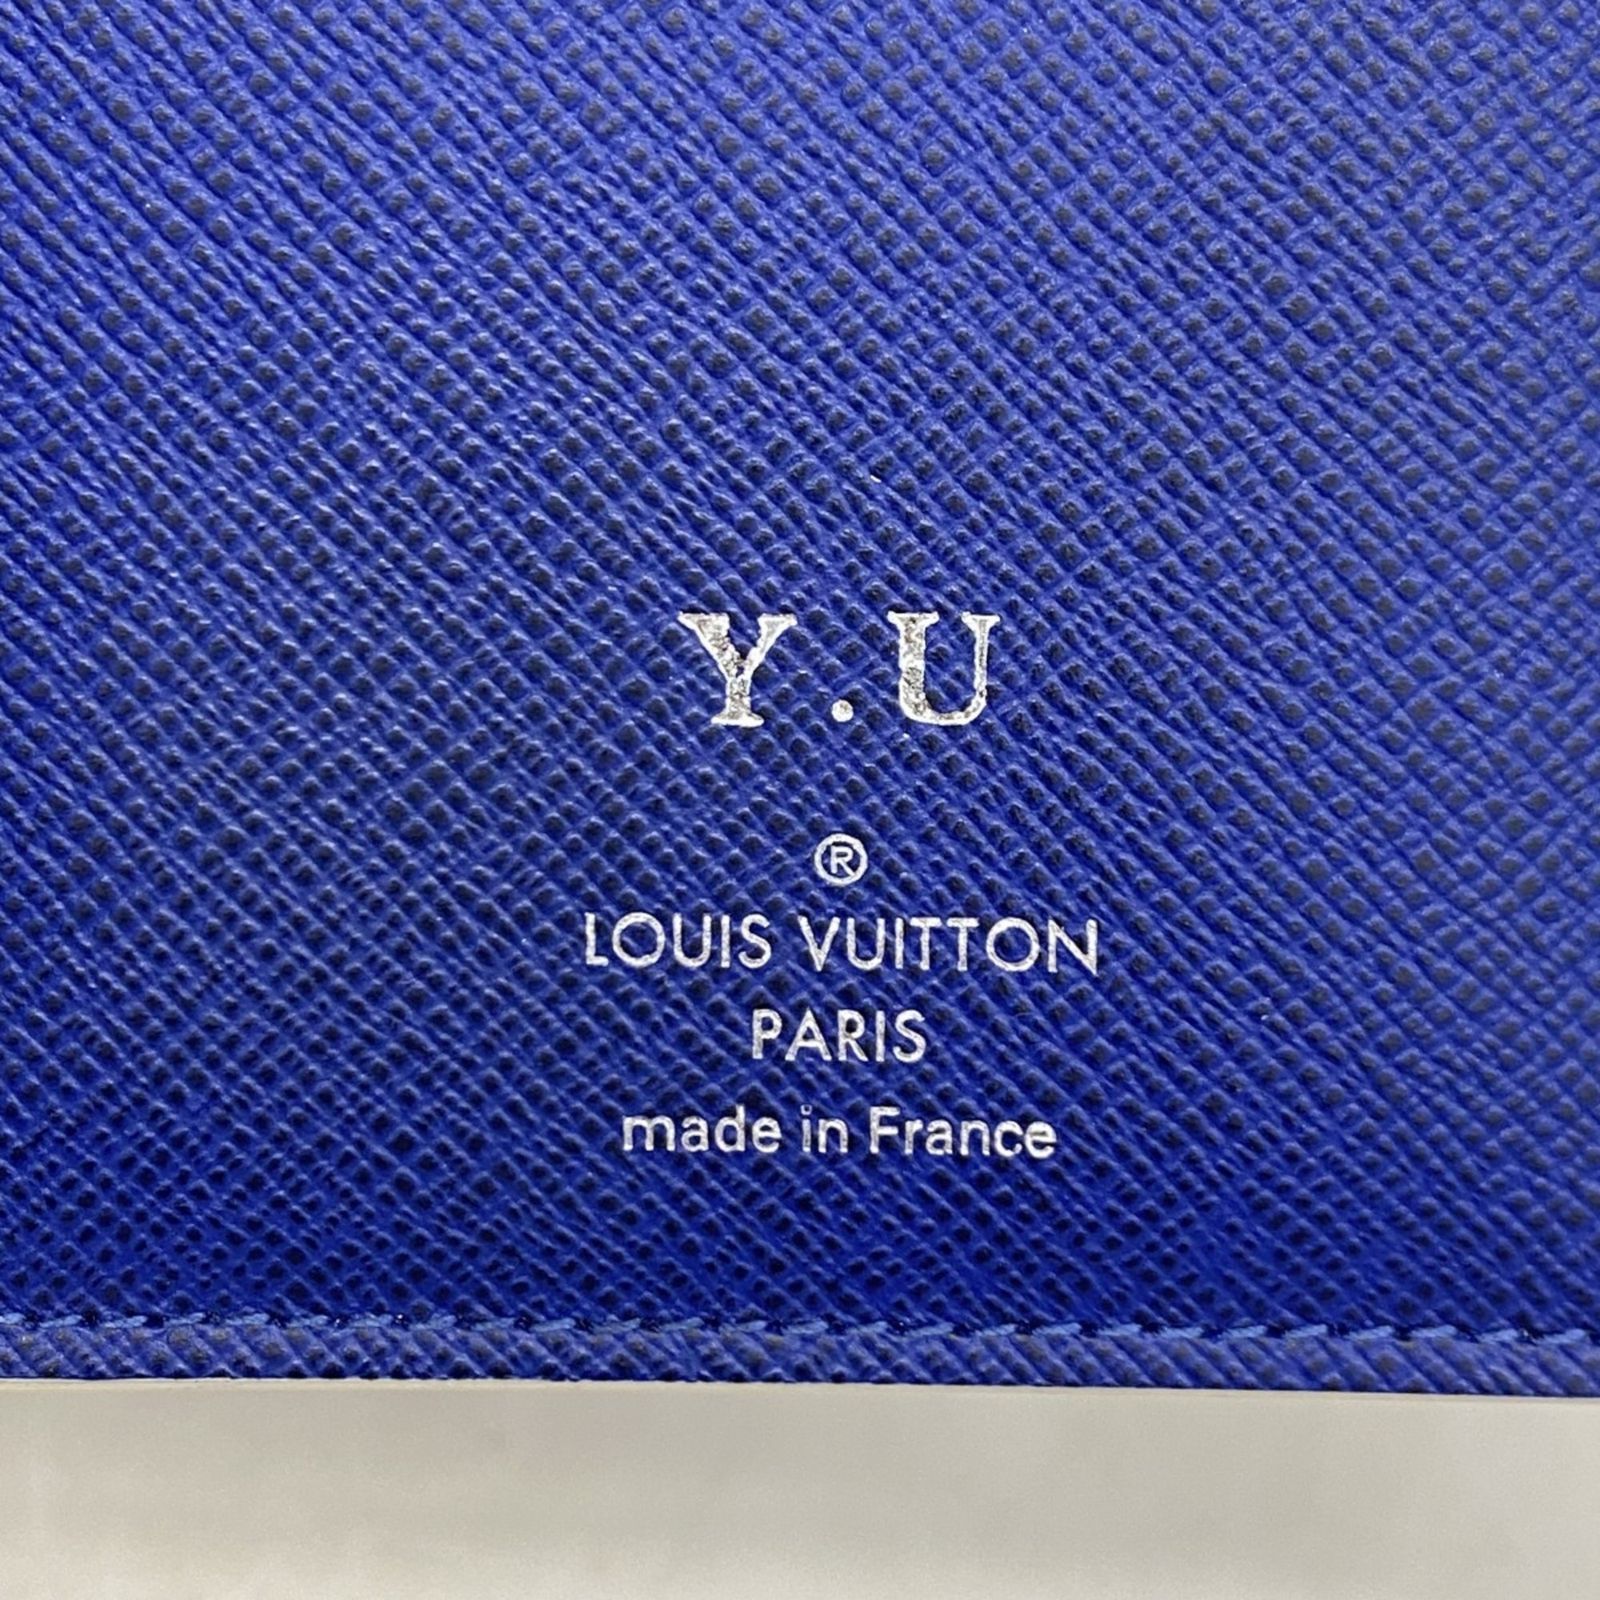 Y.U
®
LOUIS VUITTON
PARIS
made in France